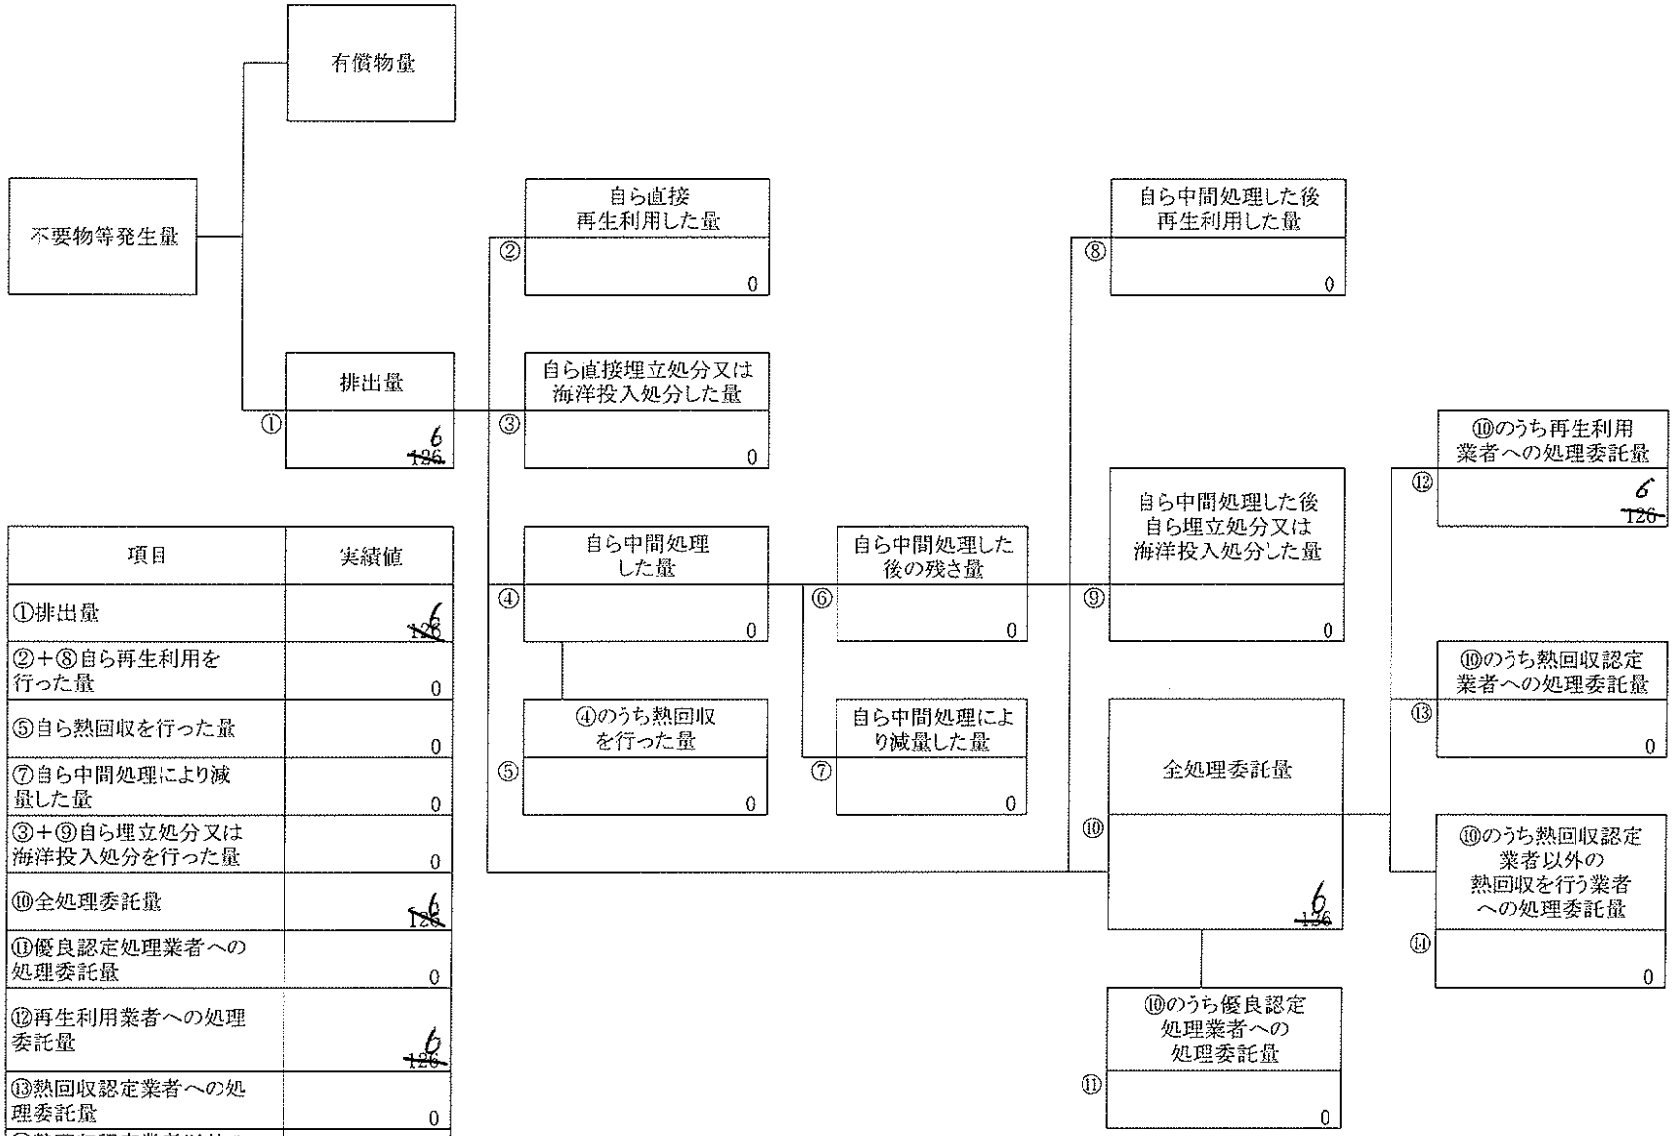 有償物量
不要物等発生量
排出量
①
6
126
自ら直接
再生利用した量
②
0
自ら直接埋立処分又は
海洋投入処分した量
③
0
自ら中間処理
した量
④
0
④のうち熱回収
を行った量
⑤
0
自ら中間処理した
後の残さ量
⑥
0
自ら中間処理によ
り減量した量
⑦
0
自ら中間処理した後
再生利用した量
⑧
0
自ら中間処理した後
自ら埋立処分又は
海洋投入処分した量
⑨
0
全処理委託量
⑩
6
126
⑩のうち優良認定
処理業者への
処理委託量
⑪
0
⑩のうち再生利用
業者への処理委託量
⑫
6
126
⑩のうち熱回収認定
業者への処理委託量
⑬
0
⑩のうち熱回収認定
業者以外の
熱回収を行う業者
への処理委託量
⑭
0
項目 実績値
①排出量 6
126
②+⑧自ら再生利用を
行った量 0
⑤自ら熱回収を行った量 0
⑦自ら中間処理により減
量した量 0
③+⑨自ら埋立処分又は
海洋投入処分を行った量 0
⑩全処理委託量 6
126
⑪優良認定処理業者への
処理委託量 0
⑫再生利用業者への処理
委託量 6
126
⑬熱回収認定業者への処
理委託量 0